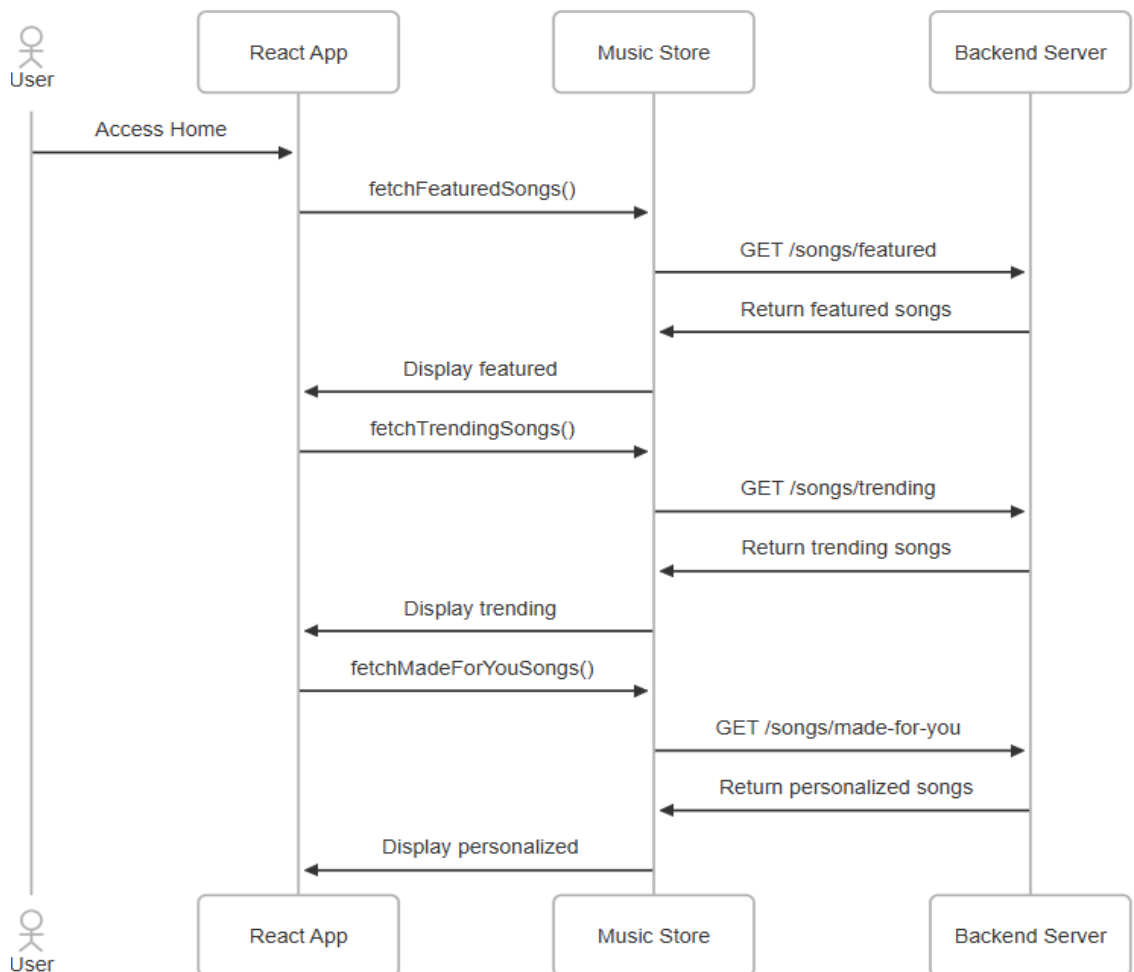 User
React App
Music Store
Backend Server
Access Home
fetchFeaturedSongs()
GET /songs/featured
Return featured songs
Display featured
fetchTrendingSongs()
GET /songs/trending
Return trending songs
Display trending
fetchMadeForYouSongs()
GET /songs/made-for-you
Return personalized songs
Display personalized
User
React App
Music Store
Backend Server